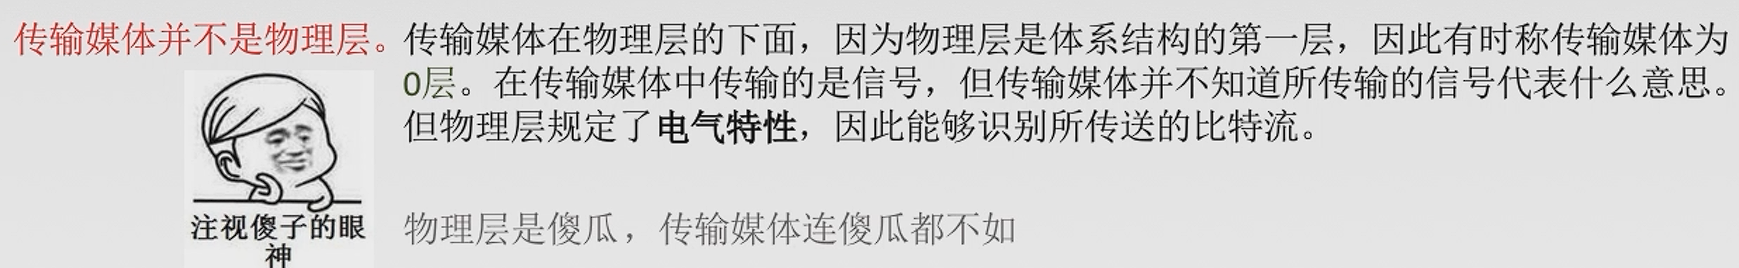 传输媒体并不是物理层。传输媒体在物理层的下面，因为物理层是体系结构的第一层，因此有时称传输媒体为
0层。在传输媒体中传输的是信号，但传输媒体并不知道所传输的信号代表什么意思。
但物理层规定了电气特性，因此能够识别所传送的比特流。
注视傻子的眼
神
物理层是傻瓜，传输媒体连傻瓜都不如